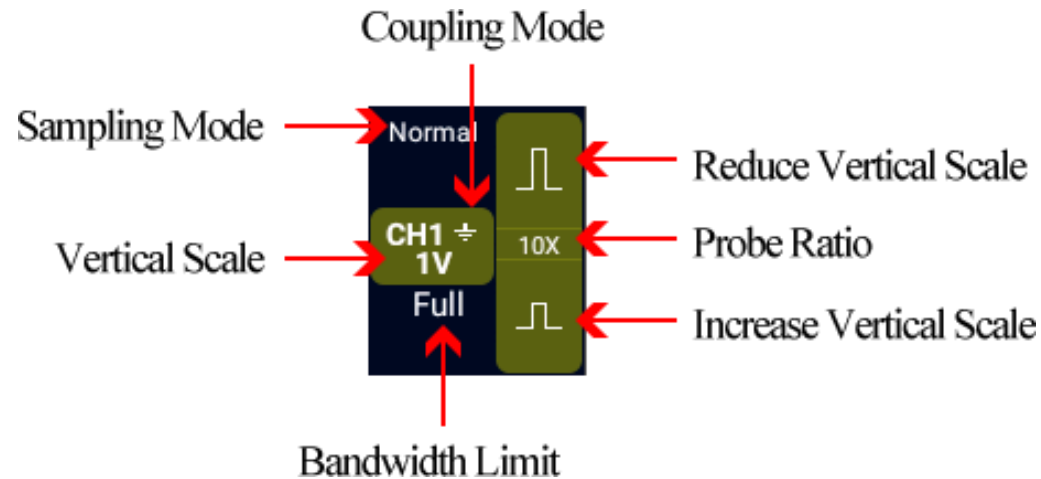 Coupling Mode
Sampling Mode
Normal
Reduce Vertical Scale
CH1
10X
Probe Ratio
Vertical Scale
1V
Full
Increase Vertical Scale
Bandwidth Limit